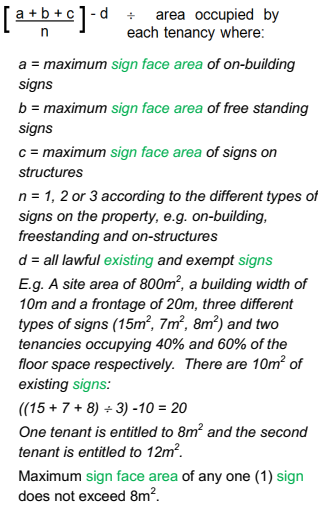 [ a + b + c / n ] - d ÷ area occupied by
each tenancy where:
a = maximum sign face area of on-building
signs
b = maximum sign face area of free standing
signs
c = maximum sign face area of signs on
structures
n = 1, 2 or 3 according to the different types of
signs on the property, e.g. on-building,
freestanding and on-structures
d = all lawful existing and exempt signs
E.g. A site area of 800m², a building width of
10m and a frontage of 20m, three different
types of signs (15m², 7m², 8m²) and two
tenancies occupying 40% and 60% of the
floor space respectively.  There are 10m² of
existing signs:
((15 + 7 + 8) ÷ 3) -10 = 20
One tenant is entitled to 8m² and the second
tenant is entitled to 12m².
Maximum sign face area of any one (1) sign
does not exceed 8m².